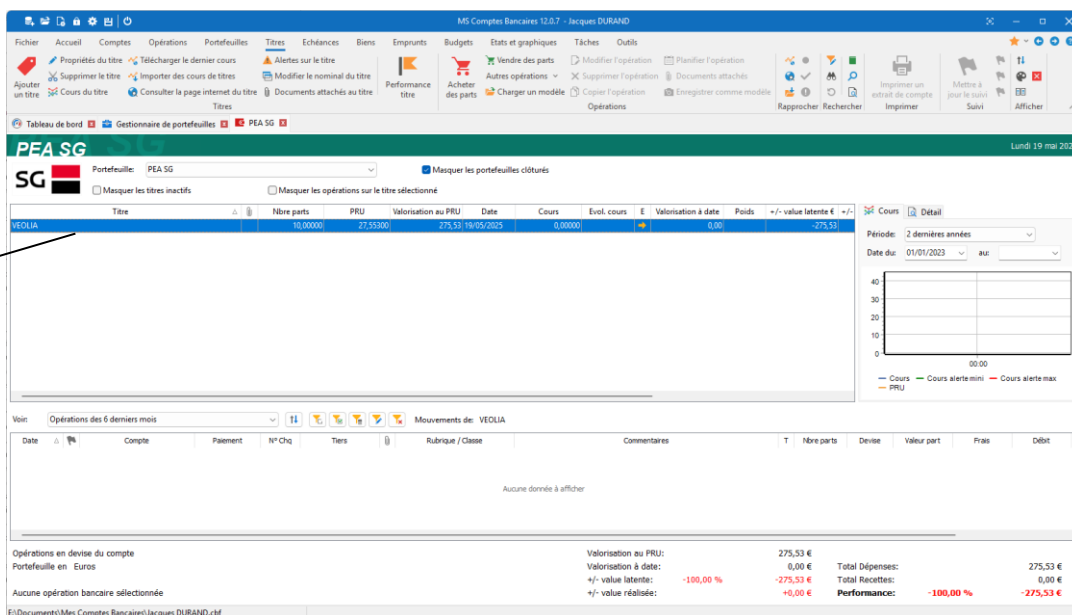 MS Comptes Bancaires 12.0.7 - Jacques DURAND
Fichier Accueil Comptes Opérations Portefeuilles Titres Echéances Biens Emprunts Budgets Etats et graphiques Tâches Outils
Ajouter un titre
Propriétés du titre Télécharger le dernier cours Alertes sur le titre
Supprimer le titre Importer des cours de titres Modifier le nominal du titre
Cours du titre Consulter la page internet du titre Documents attachés au titre
Performance titre
Titres
Acheter des parts
Vendre des parts Modifier l'opération Planifier l'opération
Autres opérations Supprimer l'opération Documents attachés
Charger un modèle Copier l'opération Enregistrer comme modèle
Opérations
Rapprocher Rechercher
Imprimer un extrait de compte
Imprimer
Mettre à jour le suivi
Suivi
Afficher
Tableau de bord Gestionnaire de portefeuilles PEA SG
PEA SG
Lundi 19 mai 202
SG
Portefeuille: PEA SG Masquer les portefeuilles clôturés
Masquer les titres inactifs Masquer les opérations sur le titre sélectionné
Titre Nbre parts PRU Valorisation au PRU Date Cours Evol. cours E Valorisation à date Poids +/- value latente € +/-
VEOLIA 10,00000 27,55300 275,53 19/05/2025 0,00000 0,00 -275,53
Cours Détail
Période: 2 dernières années
Date du: 01/01/2023 au:
40
30
20
10
0
00:00
Cours Cours alerte mini Cours alerte max
PRU
Voir: Opérations des 6 derniers mois Mouvements de: VEOLIA
Date Compte Paiement N° Chq Tiers Rubrique / Classe Commentaires T Nbre parts Devise Valeur part Frais Débit
Aucune donnée à afficher
Opérations en devise du compte Valorisation au PRU: 275,53 €
Portefeuille en Euros Valorisation à date: 0,00 € Total Dépenses: 275,53 €
+/- value latente: -100,00 % -275,53 € Total Recettes: 0,00 €
Aucune opération bancaire sélectionnée +/- value réalisée: +0,00 € Performance: -100,00 % -275,53 €
F:\Documents\Mes Comptes Bancaires\Jacques DURAND.cbf